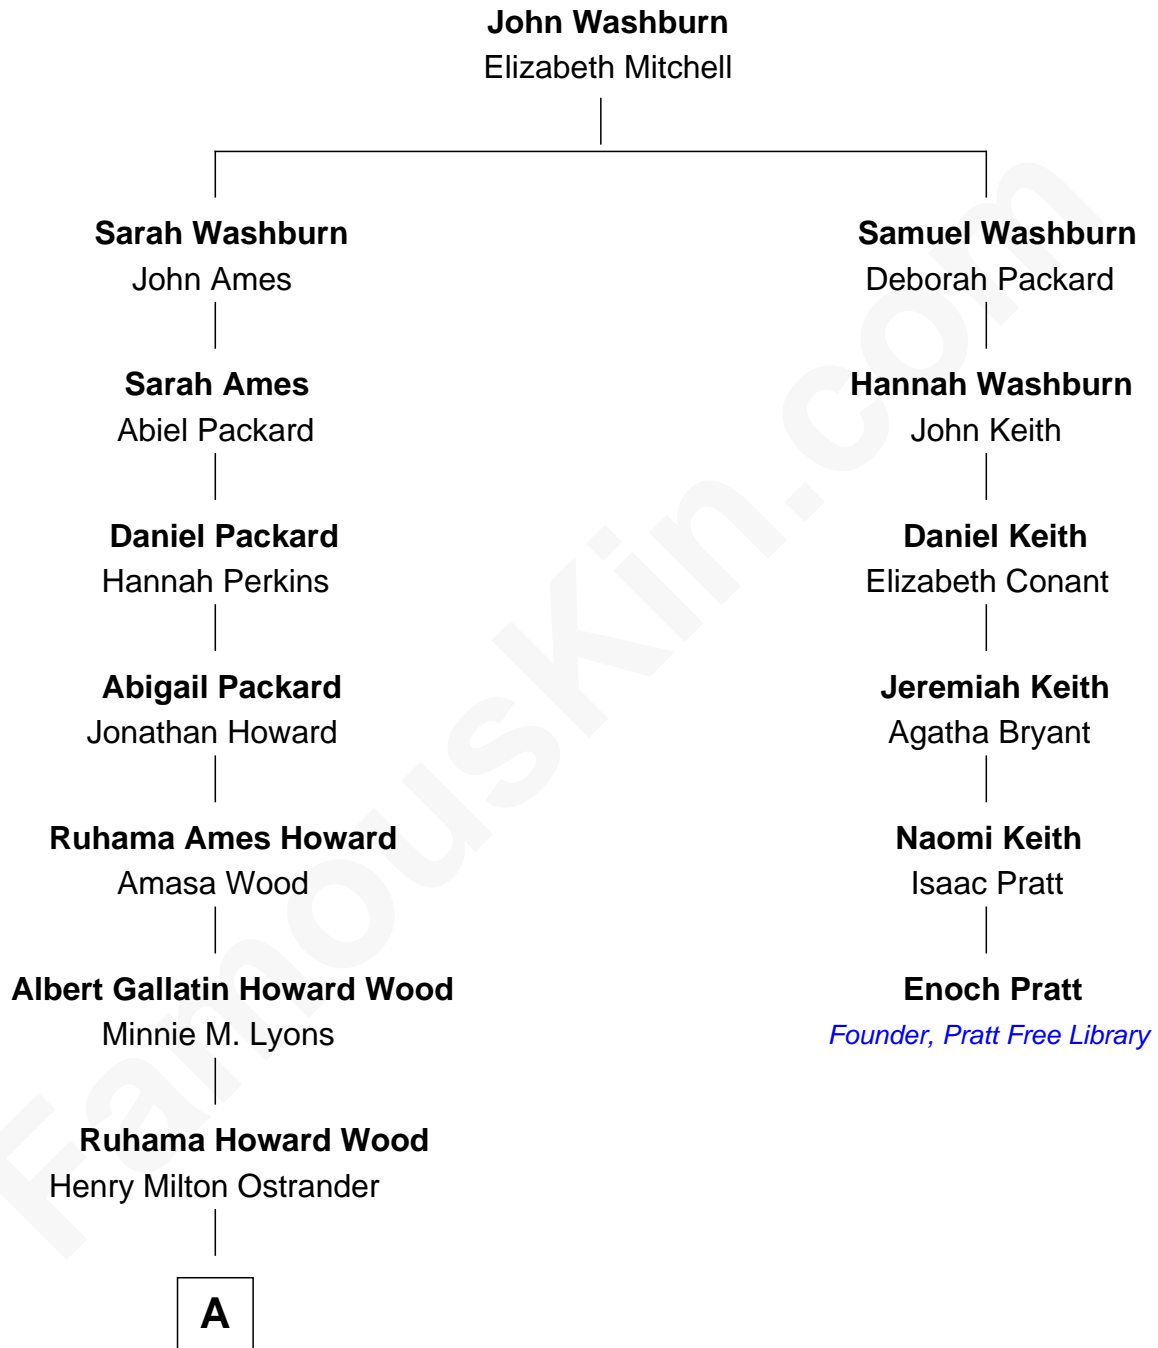 John Washburn
Elizabeth Mitchell
Sarah Washburn
John Ames
Samuel Washburn
Deborah Packard
Sarah Ames
Abiel Packard
Hannah Washburn
John Keith
Daniel Packard
Hannah Perkins
Daniel Keith
Elizabeth Conant
Abigail Packard
Jonathan Howard
Jeremiah Keith
Agatha Bryant
Ruhama Ames Howard
Amasa Wood
Naomi Keith
Isaac Pratt
Albert Gallatin Howard Wood
Minnie M. Lyons
Enoch Pratt
Founder, Pratt Free Library
Ruhama Howard Wood
Henry Milton Ostrander
A
FamousKin.com